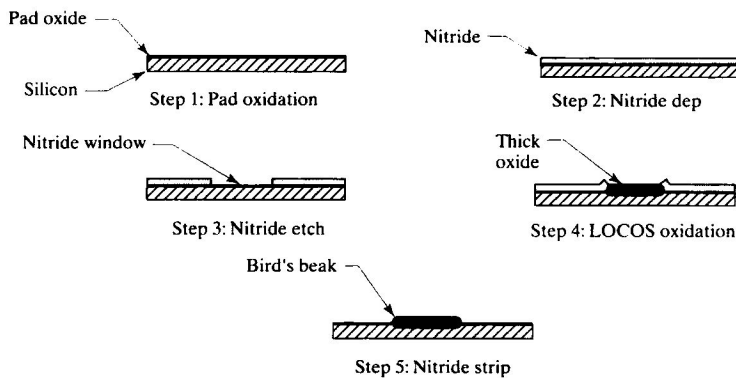 Pad oxide
Silicon
Step 1: Pad oxidation
Nitride
Step 2: Nitride dep
Nitride window
Step 3: Nitride etch
Thick
oxide
Step 4: LOCOS oxidation
Bird's beak
Step 5: Nitride strip